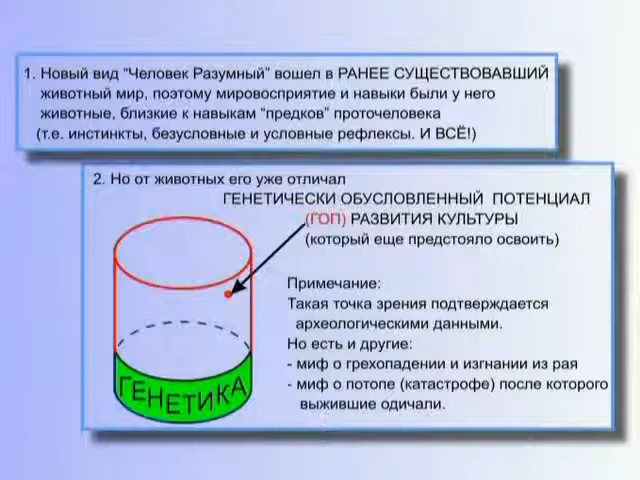 1. Новый вид “Человек Разумный” вошел в РАНЕЕ СУЩЕСТВОВАВШИЙ
животный мир, поэтому мировосприятие и навыки были у него
животные, близкие к навыкам “предков” проточеловека
(т.е. инстинкты, безусловные и условные рефлексы. И ВСЁ!)
2. Но от животных его уже отличал
ГЕНЕТИЧЕСКИ ОБУСЛОВЛЕННЫЙ ПОТЕНЦИАЛ
(ГОП) РАЗВИТИЯ КУЛЬТУРЫ
(который еще предстояло освоить)
Примечание:
Такая точка зрения подтверждается
археологическими данными.
Но есть и другие:
- миф о грехопадении и изгнании из рая
- миф о потопе (катастрофе) после которого
выжившие одичали.
ГЕНЕТИКА